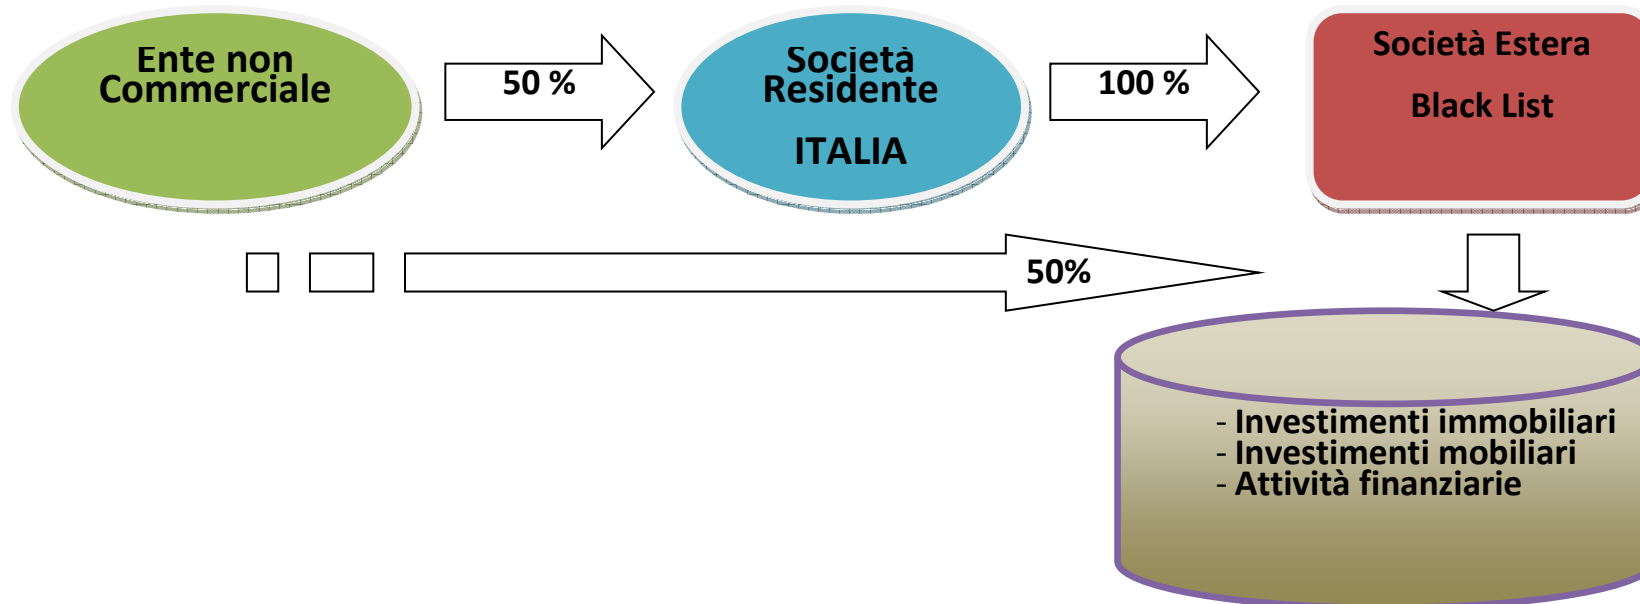 Ente non
Commerciale
50 %
Società
Residente
ITALIA
100 %
Società Estera
Black List
50%
- Investimenti immobiliari
- Investimenti mobiliari
- Attività finanziarie